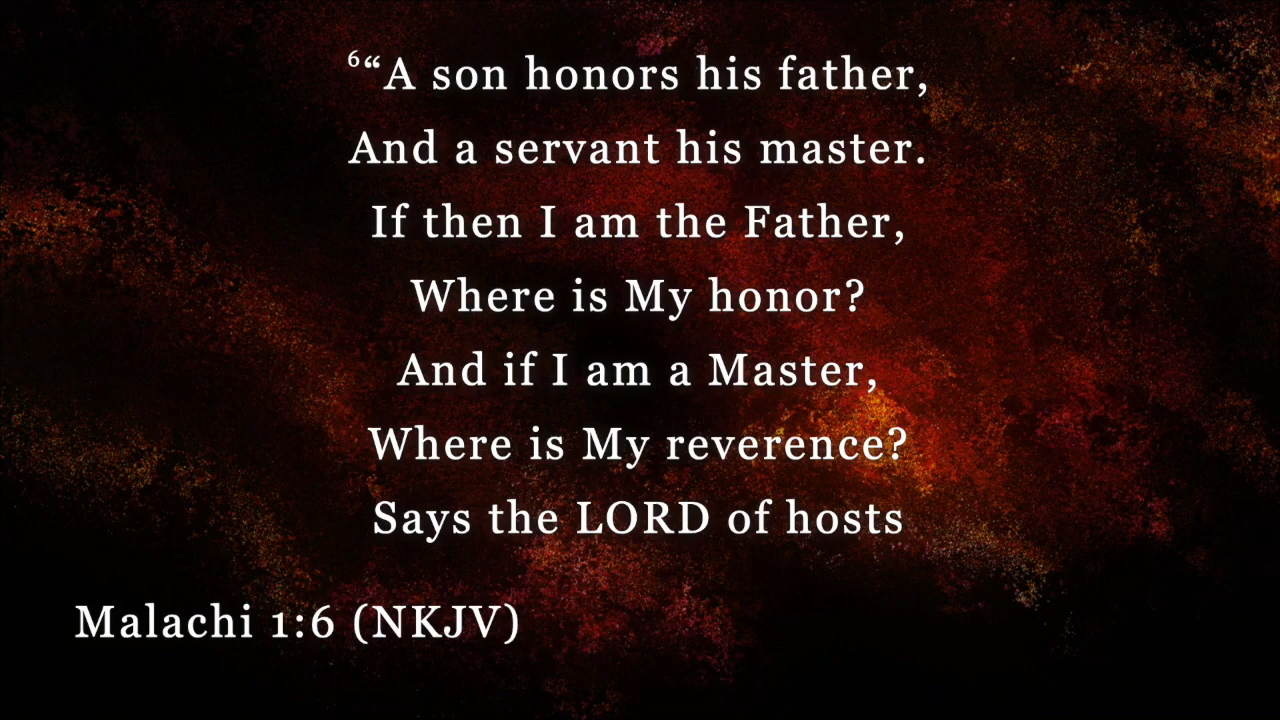 ⁶“A son honors his father,
And a servant his master.
If then I am the Father,
Where is My honor?
And if I am a Master,
Where is My reverence?
Says the LORD of hosts
Malachi 1:6 (NKJV)